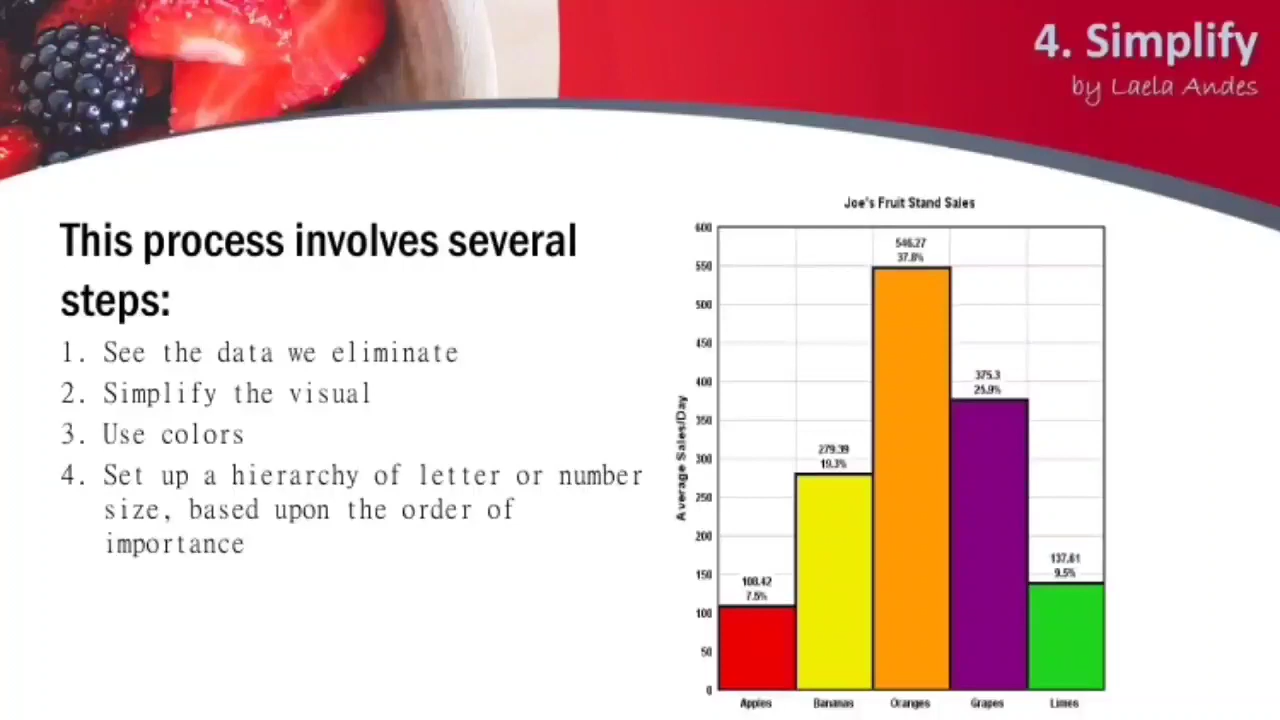 4. Simplify
by Laela Andes
This process involves several
steps:
1. See the data we eliminate
2. Simplify the visual
3. Use colors
4. Set up a hierarchy of letter or number
size, based upon the order of
importance
Joe's Fruit Stand Sales
Average Sales/Day
600
550
500
450
400
350
300
250
200
150
100
50
0
108.42
7.5%
279.39
19.3%
546.27
37.8%
375.3
25.9%
137.61
9.5%
Apples
Bananas
Oranges
Grapes
Limes